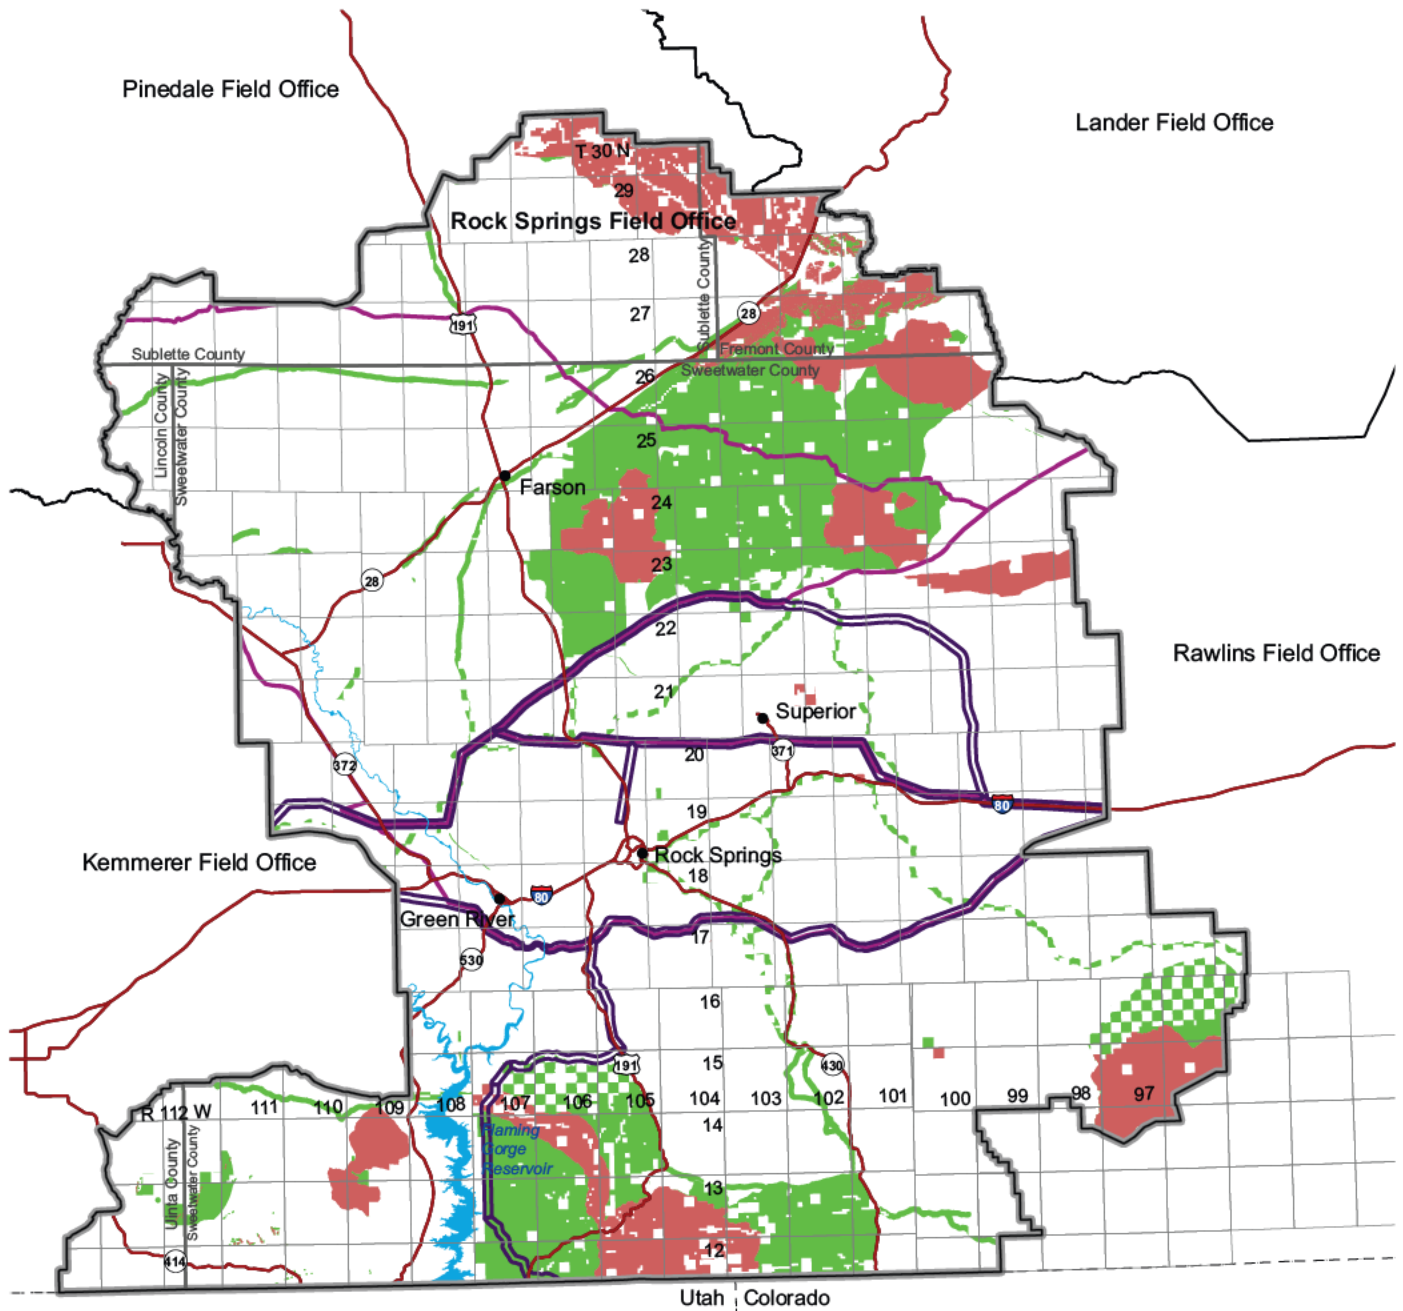 Pinedale Field Office
Lander Field Office
T 30 N
29
Rock Springs Field Office
28
Sublette County
27
28
191
Sublette County
Fremont County
Sweetwater County
26
Lincoln County
Sweetwater County
25
Farson
24
23
28
22
Rawlins Field Office
21
Superior
20
371
372
19
80
Kemmerer Field Office
Rock Springs
18
80
Green River
17
530
16
15
191
430
R 112 W
111
110
109
108
107
106
105
104
103
102
101
100
99
98
97
14
Flaming
Gorge
Reservoir
Uinta County
Sweetwater County
13
12
414
Utah
Colorado